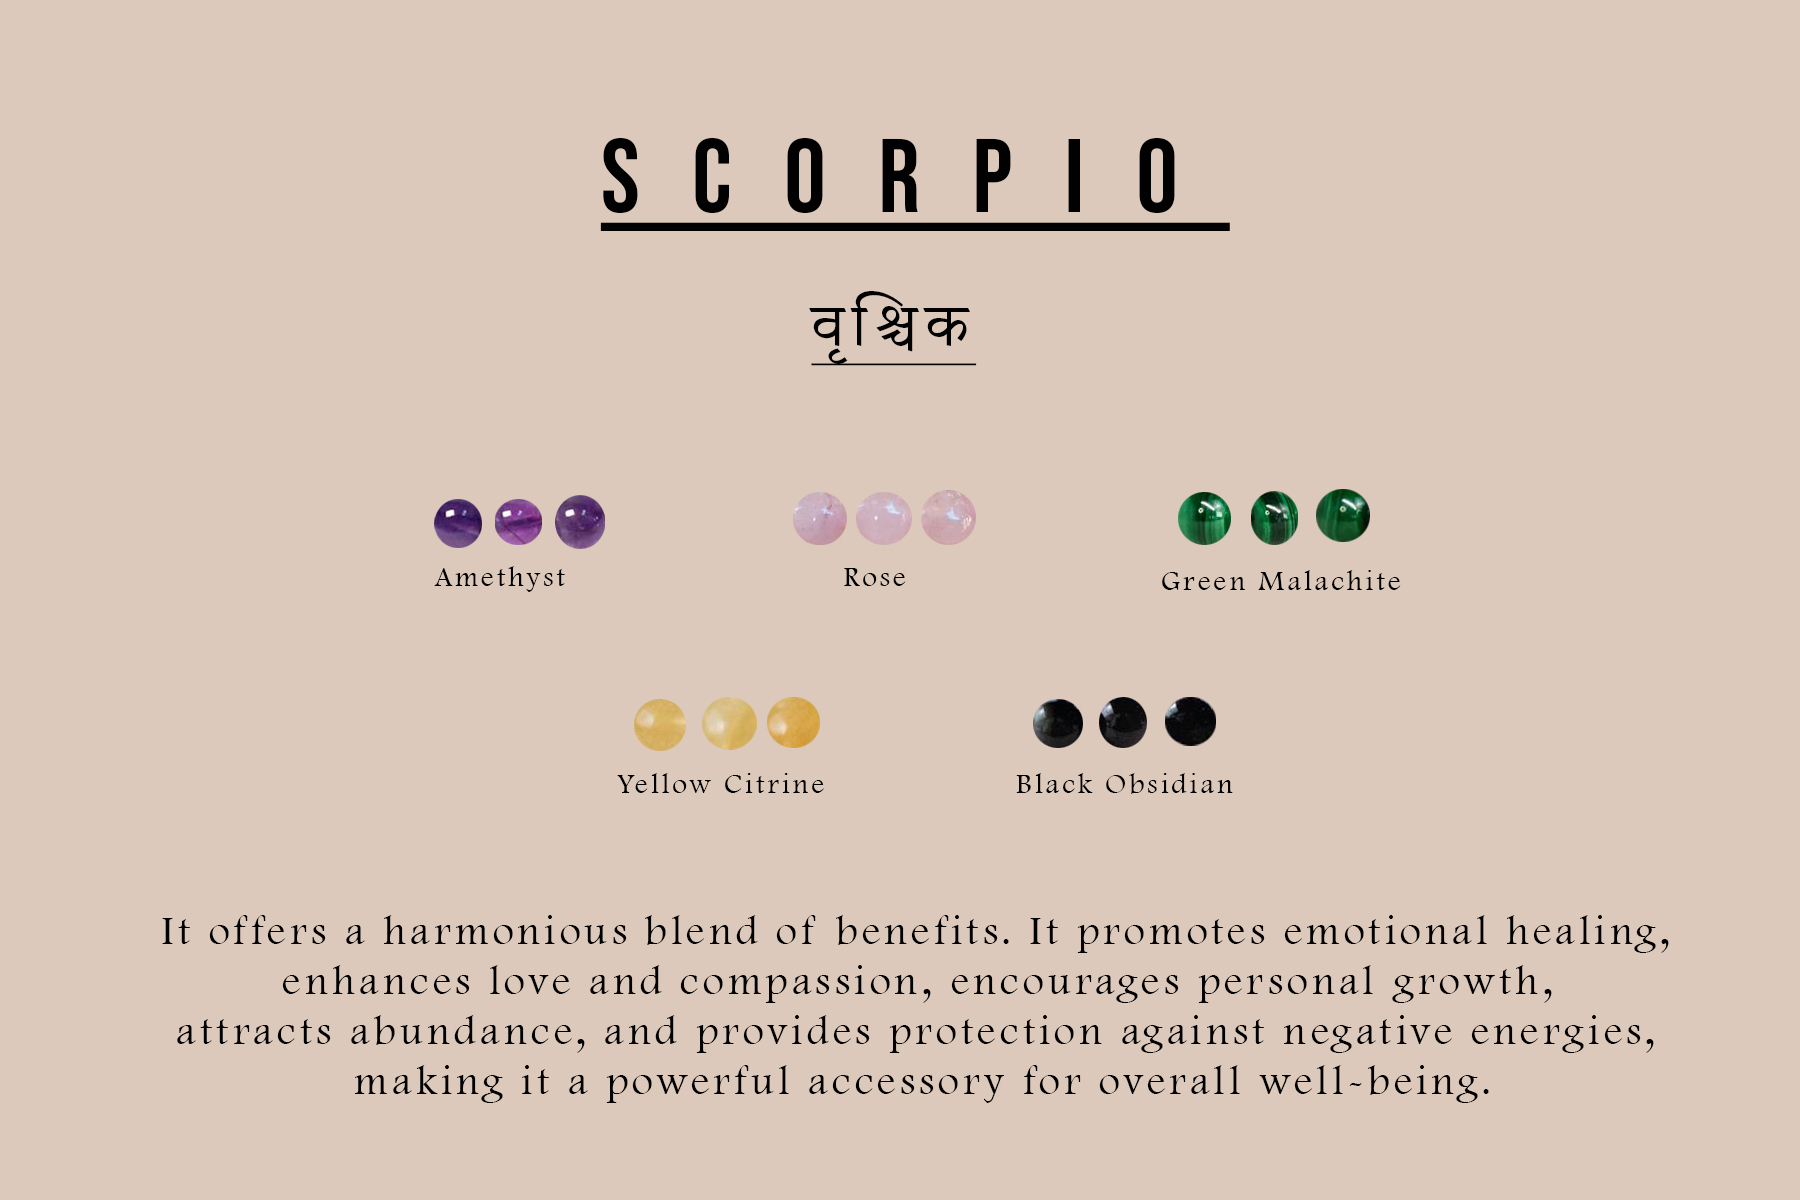 SCORPIO
वृश्चिक
Amethyst
Rose
Green Malachite
Yellow Citrine
Black Obsidian
It offers a harmonious blend of benefits. It promotes emotional healing,
enhances love and compassion, encourages personal growth,
attracts abundance, and provides protection against negative energies,
making it a powerful accessory for overall well-being.